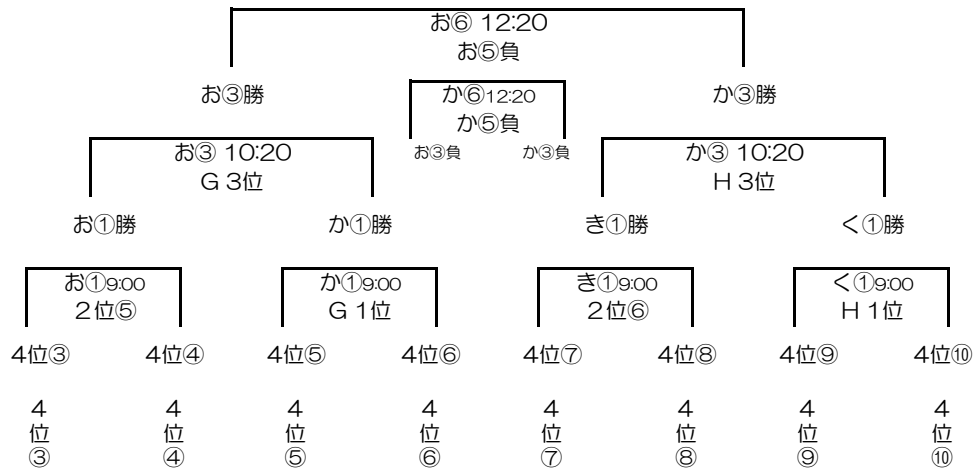 お⑥ 12:20
お⑤負
お③勝
か③勝
か⑥12:20
か⑤負
お③負 か③負
お③ 10:20
G 3位
か③ 10:20
H 3位
お①勝 か①勝 き①勝 く①勝
お①9:00 か①9:00 き①9:00 く①9:00
2位⑤ G 1位 2位⑥ H 1位
4位③ 4位④ 4位⑤ 4位⑥ 4位⑦ 4位⑧ 4位⑨ 4位⑩
4位③
4位④
4位⑤
4位⑥
4位⑦
4位⑧
4位⑨
4位⑩